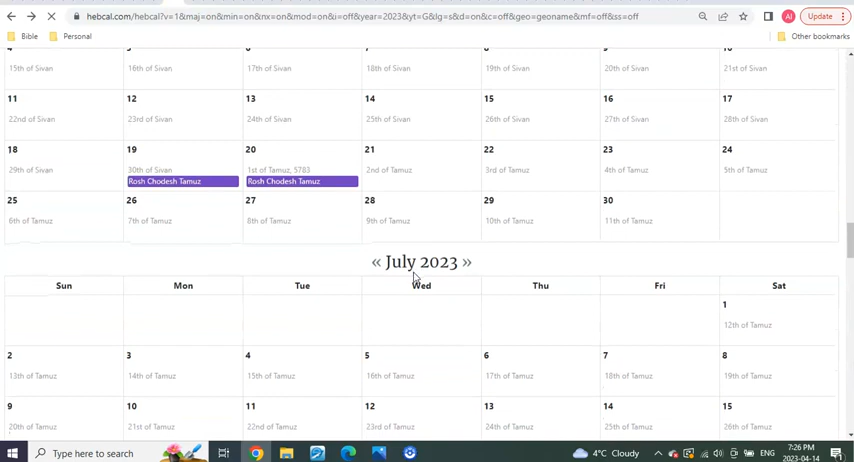 hebcal.com/hebcal?v=1&maj=on&min=on&nx=on&mod=on&i=off&year=2023&yt=G&lg=s&d=on&c=off&geo=geoname&mf=off&ss=off
Update
Bible Personal Other bookmarks
15th of Sivan 16th of Sivan 17th of Sivan 18th of Sivan 19th of Sivan 20th of Sivan 21st of Sivan
11 12 13 14 15 16 17
22nd of Sivan 23rd of Sivan 24th of Sivan 25th of Sivan 26th of Sivan 27th of Sivan 28th of Sivan
18 19 20 21 22 23 24
29th of Sivan 30th of Sivan 1st of Tamuz, 5783 2nd of Tamuz 3rd of Tamuz 4th of Tamuz 5th of Tamuz
Rosh Chodesh Tamuz Rosh Chodesh Tamuz
25 26 27 28 29 30
6th of Tamuz 7th of Tamuz 8th of Tamuz 9th of Tamuz 10th of Tamuz 11th of Tamuz
« July 2023 »
Sun Mon Tue Wed Thu Fri Sat
1
12th of Tamuz
2 3 4 5 6 7 8
13th of Tamuz 14th of Tamuz 15th of Tamuz 16th of Tamuz 17th of Tamuz 18th of Tamuz 19th of Tamuz
9 10 11 12 13 14 15
20th of Tamuz 21st of Tamuz 22nd of Tamuz 23rd of Tamuz 24th of Tamuz 25th of Tamuz 26th of Tamuz
Type here to search 4°C Cloudy ENG 7:26 PM
2023-04-14